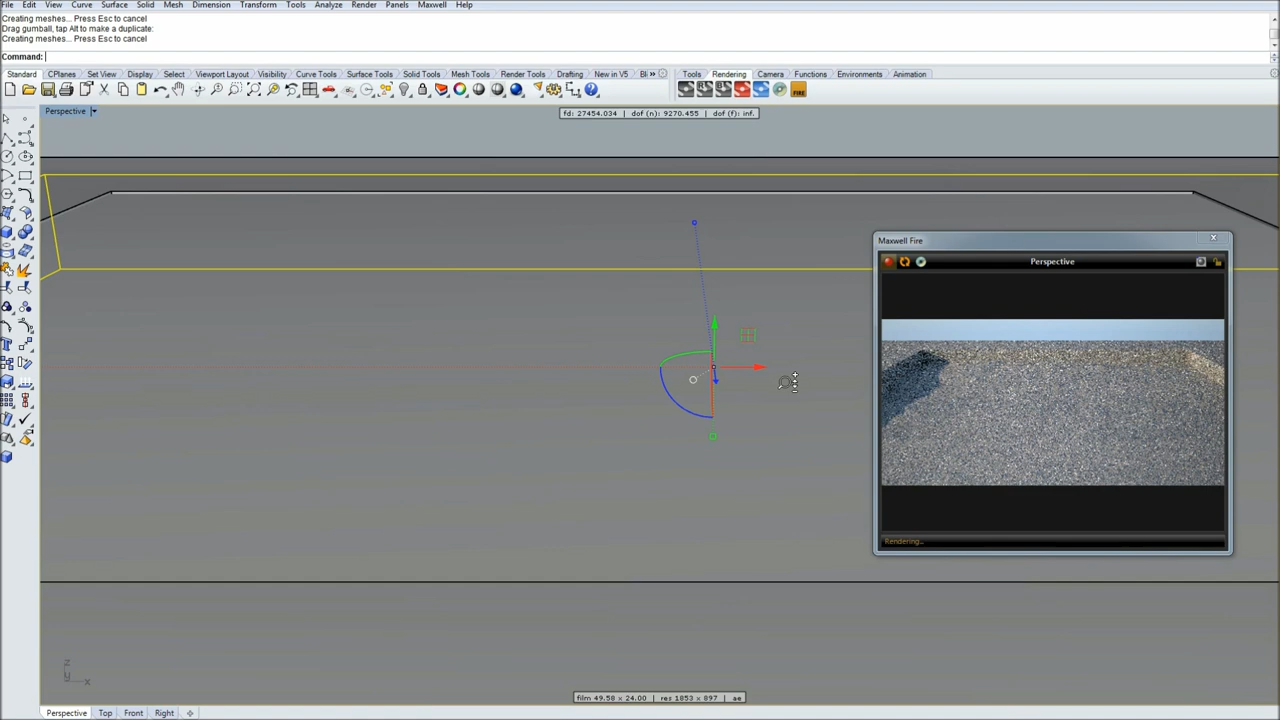 File Edit View Curve Surface Solid Mesh Dimension Transform Tools Analyze Render Panels Maxwell Help
Creating meshes... Press Esc to cancel
Drag gumball, tap Alt to make a duplicate:
Creating meshes... Press Esc to cancel
Command:
Standard CPlanes Set View Display Select Viewport Layout Visibility Curve Tools Surface Tools Solid Tools Mesh Tools Render Tools Drafting New in V5 Bl Tools Rendering Camera Functions Environments Animation
FIRE
Perspective
fd: 27454.034 | dof (n): 9270.455 | dof (f): inf.
Maxwell Fire
Perspective
Rendering...
z
y x
film 49.58 x 24.00 | res 1853 x 897 | ae
Perspective Top Front Right